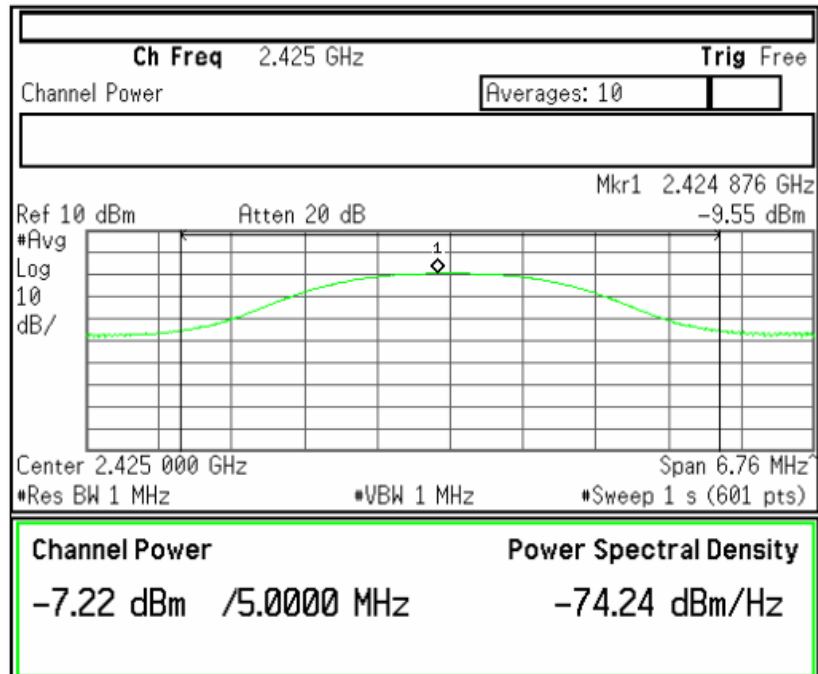 Ch Freq 2.425 GHz Trig Free
Channel Power Averages: 10
Mkr1 2.424 876 GHz
Ref 10 dBm Atten 20 dB -9.55 dBm
#Avg
Log
10
dB/
1
Center 2.425 000 GHz Span 6.76 MHz^
#Res BW 1 MHz #VBW 1 MHz #Sweep 1 s (601 pts)
Channel Power Power Spectral Density
-7.22 dBm /5.0000 MHz -74.24 dBm/Hz